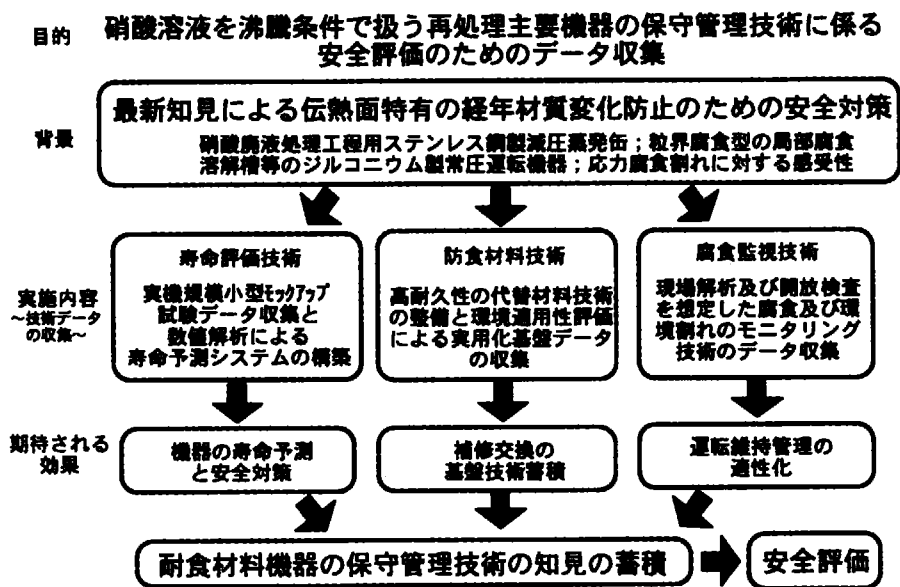 目的
硝酸溶液を沸騰条件で扱う再処理主要機器の保守管理技術に係る
安全評価のためのデータ収集
背景
最新知見による伝熱面特有の経年材質変化防止のための安全対策
硝酸廃液処理工程用ステンレス鋼製減圧蒸発缶；粒界腐食型の局部腐食
溶解槽等のジルコニウム製常圧運転機器；応力腐食割れに対する感受性
実施内容
～技術データ
の収集～
寿命評価技術
実機規模小型モックアップ
試験データ収集と
数値解析による
寿命予測システムの構築
防食材料技術
高耐久性の代替材料技術
の整備と環境適用性評価
による実用化基盤データ
の収集
腐食監視技術
現場解析及び開放検査
を想定した腐食及び環
境割れのモニタリング
技術のデータ収集
期待される
効果
機器の寿命予測
と安全対策
補修交換の
基盤技術蓄積
運転維持管理の
適性化
耐食材料機器の保守管理技術の知見の蓄積
安全評価